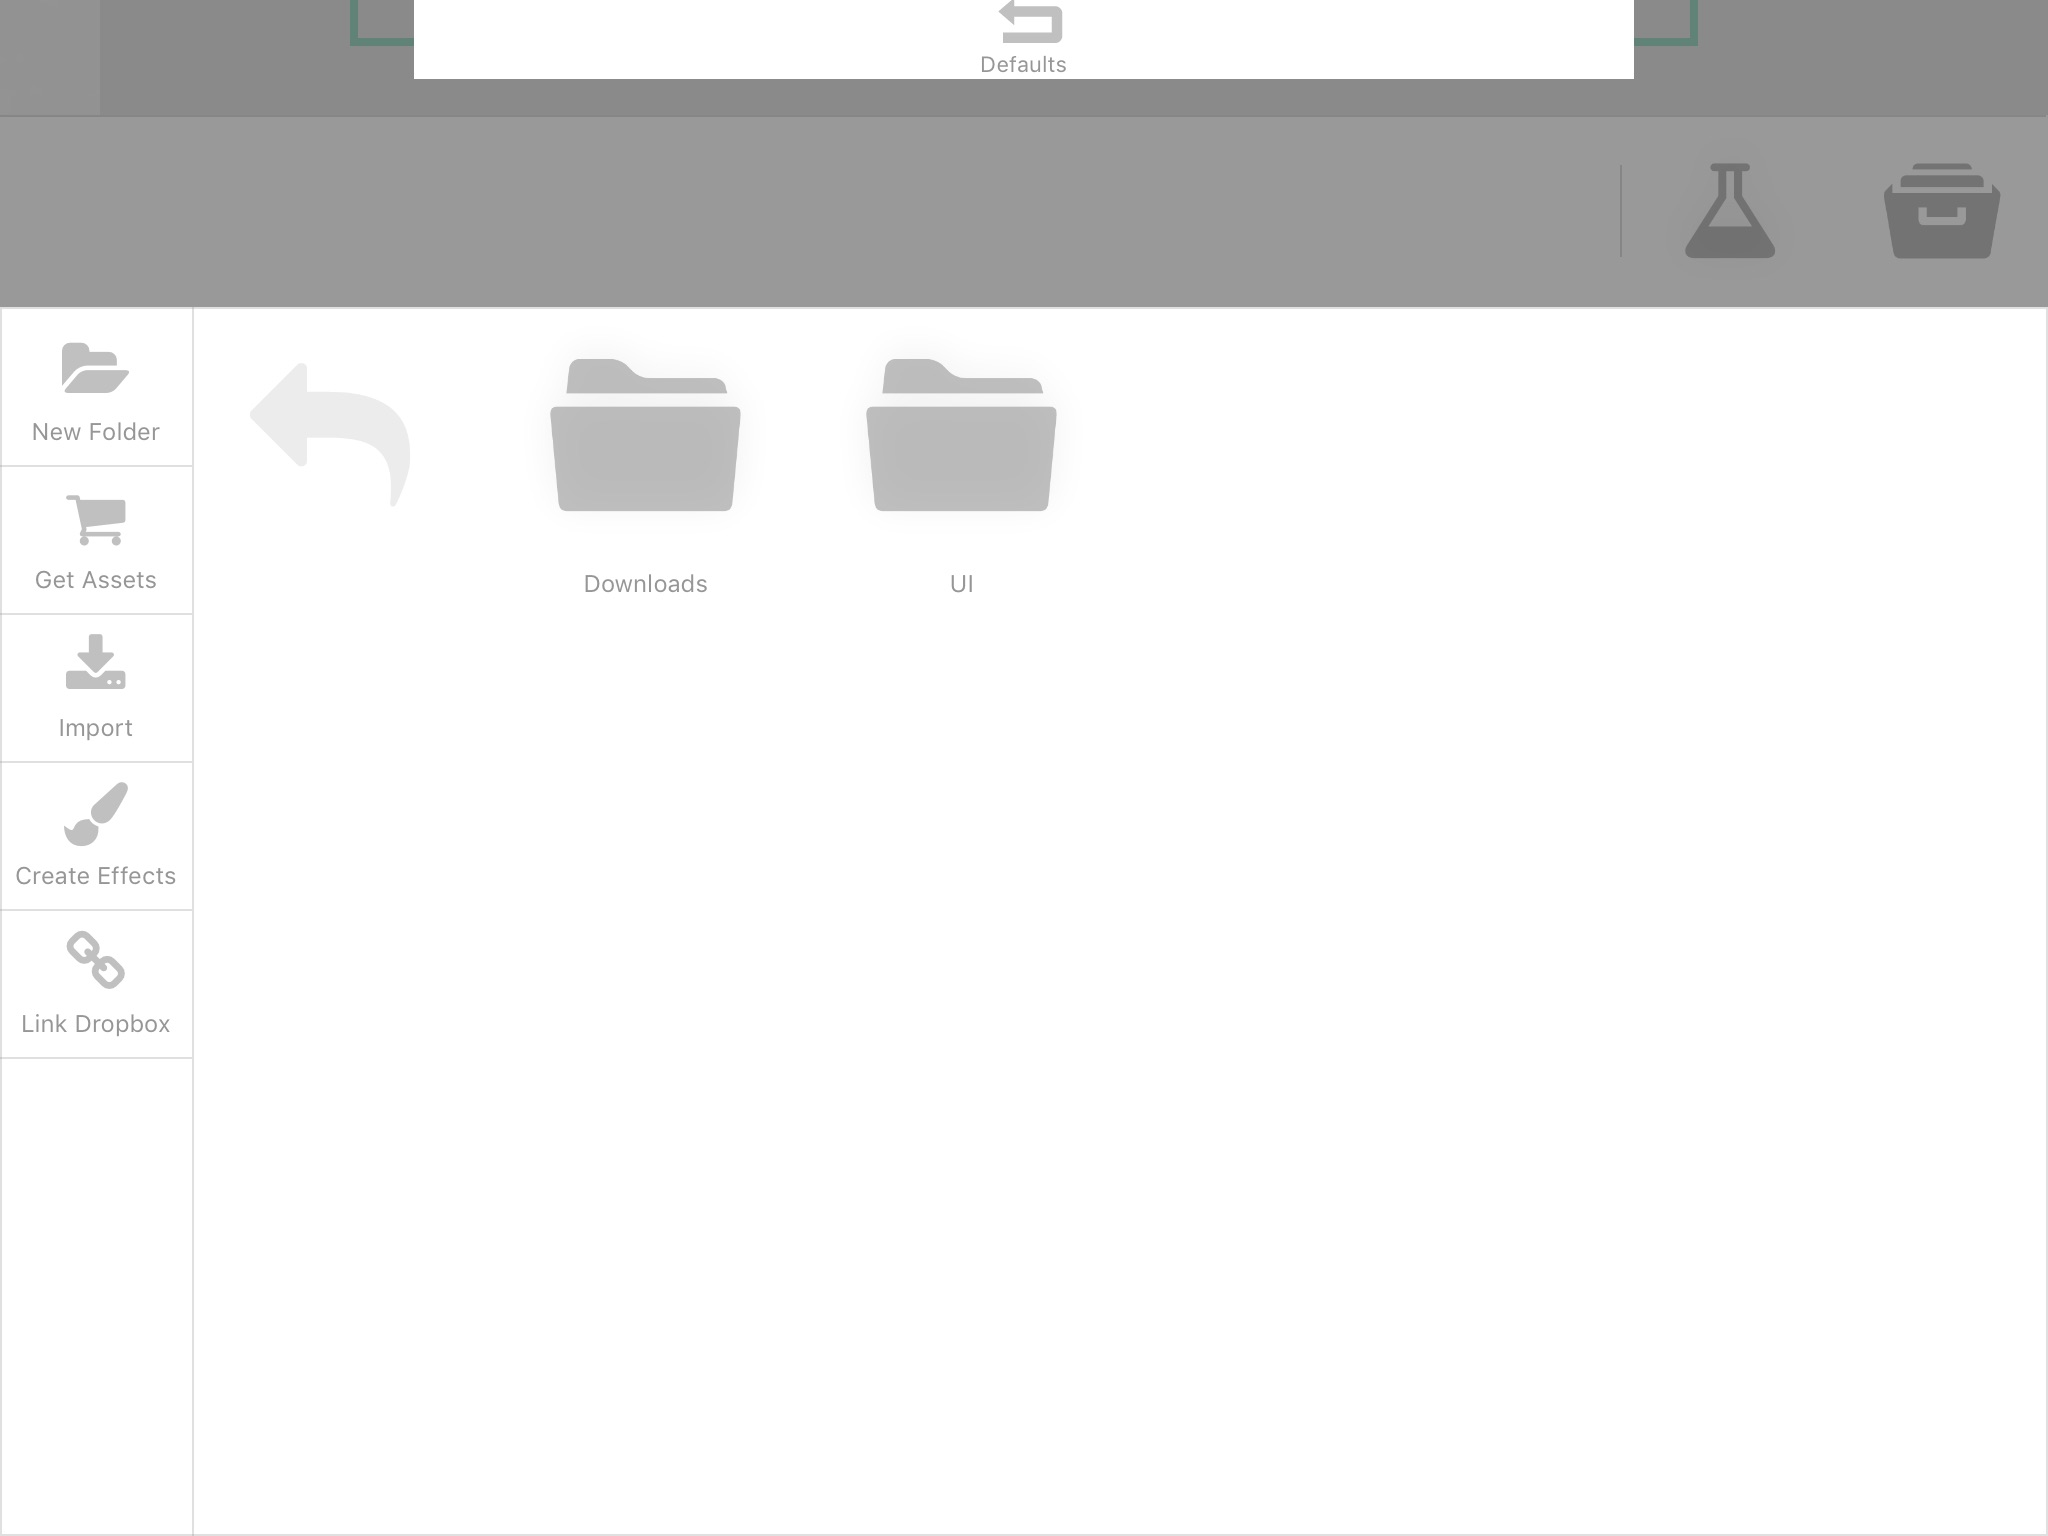 Defaults
New Folder
Get Assets
Import
Create Effects
Link Dropbox
Downloads
UI